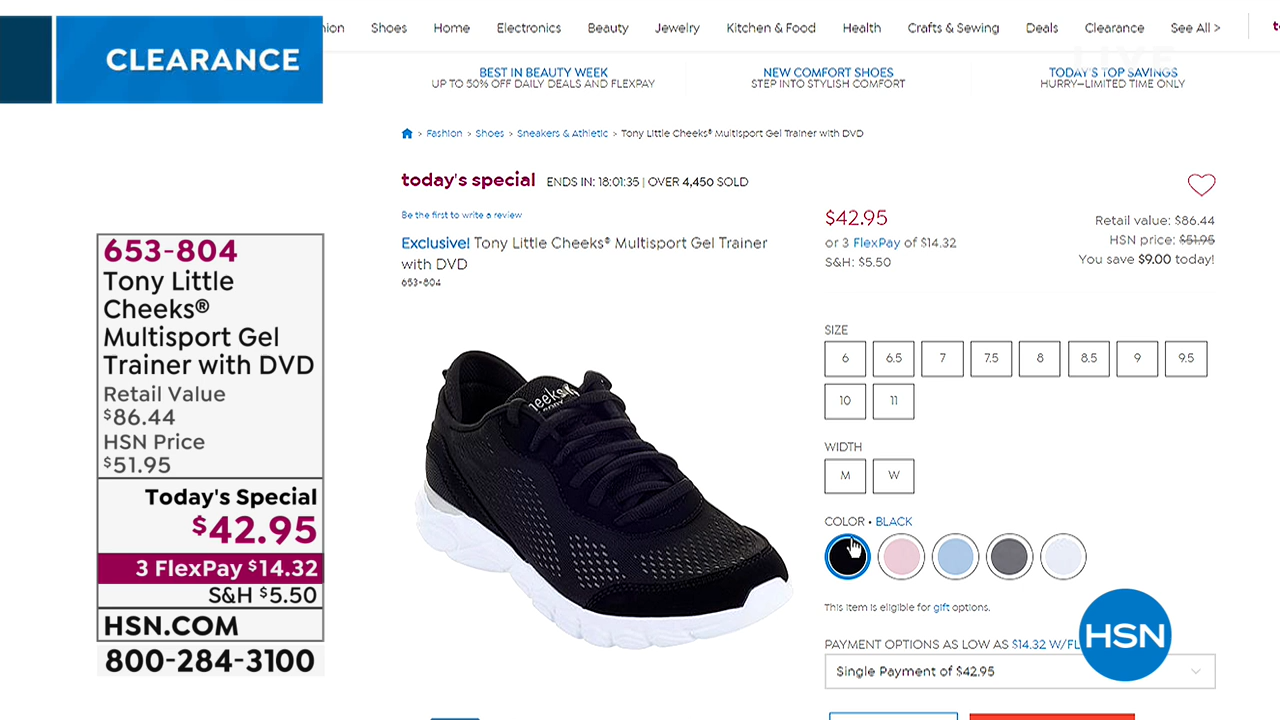 CLEARANCE
Shoes Home Electronics Beauty Jewelry Kitchen & Food Health Crafts & Sewing Deals Clearance See All >
LIVE
BEST IN BEAUTY WEEK
UP TO 50% OFF DAILY DEALS AND FLEXPAY
NEW COMFORT SHOES
STEP INTO STYLISH COMFORT
TODAY'S TOP SAVINGS
HURRY—LIMITED TIME ONLY
> Fashion > Shoes > Sneakers & Athletic > Tony Little Cheeks® Multisport Gel Trainer with DVD
today's special ENDS IN: 18:01:35 | OVER 4,450 SOLD
Be the first to write a review
Exclusive! Tony Little Cheeks® Multisport Gel Trainer
with DVD
653-804
$42.95
or 3 FlexPay of $14.32
S&H: $5.50
Retail value: $86.44
HSN price: $51.95
You save $9.00 today!
SIZE
6 6.5 7 7.5 8 8.5 9 9.5
10 11
WIDTH
M W
COLOR • BLACK
This item is eligible for gift options.
PAYMENT OPTIONS AS LOW AS $14.32 W/FL
Single Payment of $42.95
HSN
653-804
Tony Little
Cheeks®
Multisport Gel
Trainer with DVD
Retail Value
$86.44
HSN Price
$51.95
Today's Special
$42.95
3 FlexPay $14.32
S&H $5.50
HSN.COM
800-284-3100